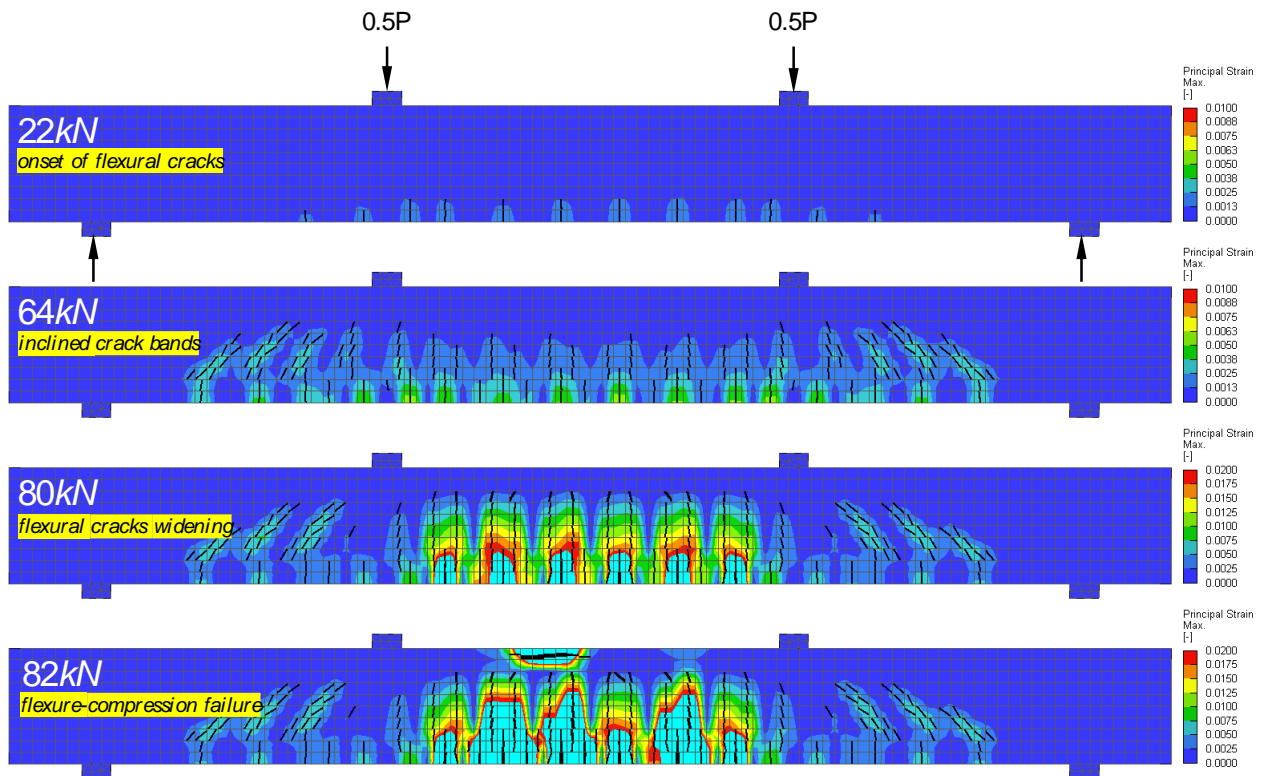 0.5P 0.5P
22kN
onset of flexural cracks
Principal Strain
Max.
[-]
0.0100
0.0088
0.0075
0.0063
0.0050
0.0038
0.0025
0.0013
0.0000
64kN
inclined crack bands
Principal Strain
Max.
[-]
0.0100
0.0088
0.0075
0.0063
0.0050
0.0038
0.0025
0.0013
0.0000
80kN
flexural cracks widening
Principal Strain
Max.
[-]
0.0200
0.0175
0.0150
0.0125
0.0100
0.0075
0.0050
0.0025
0.0000
82kN
flexure-compression failure
Principal Strain
Max.
[-]
0.0200
0.0175
0.0150
0.0125
0.0100
0.0075
0.0050
0.0025
0.0000